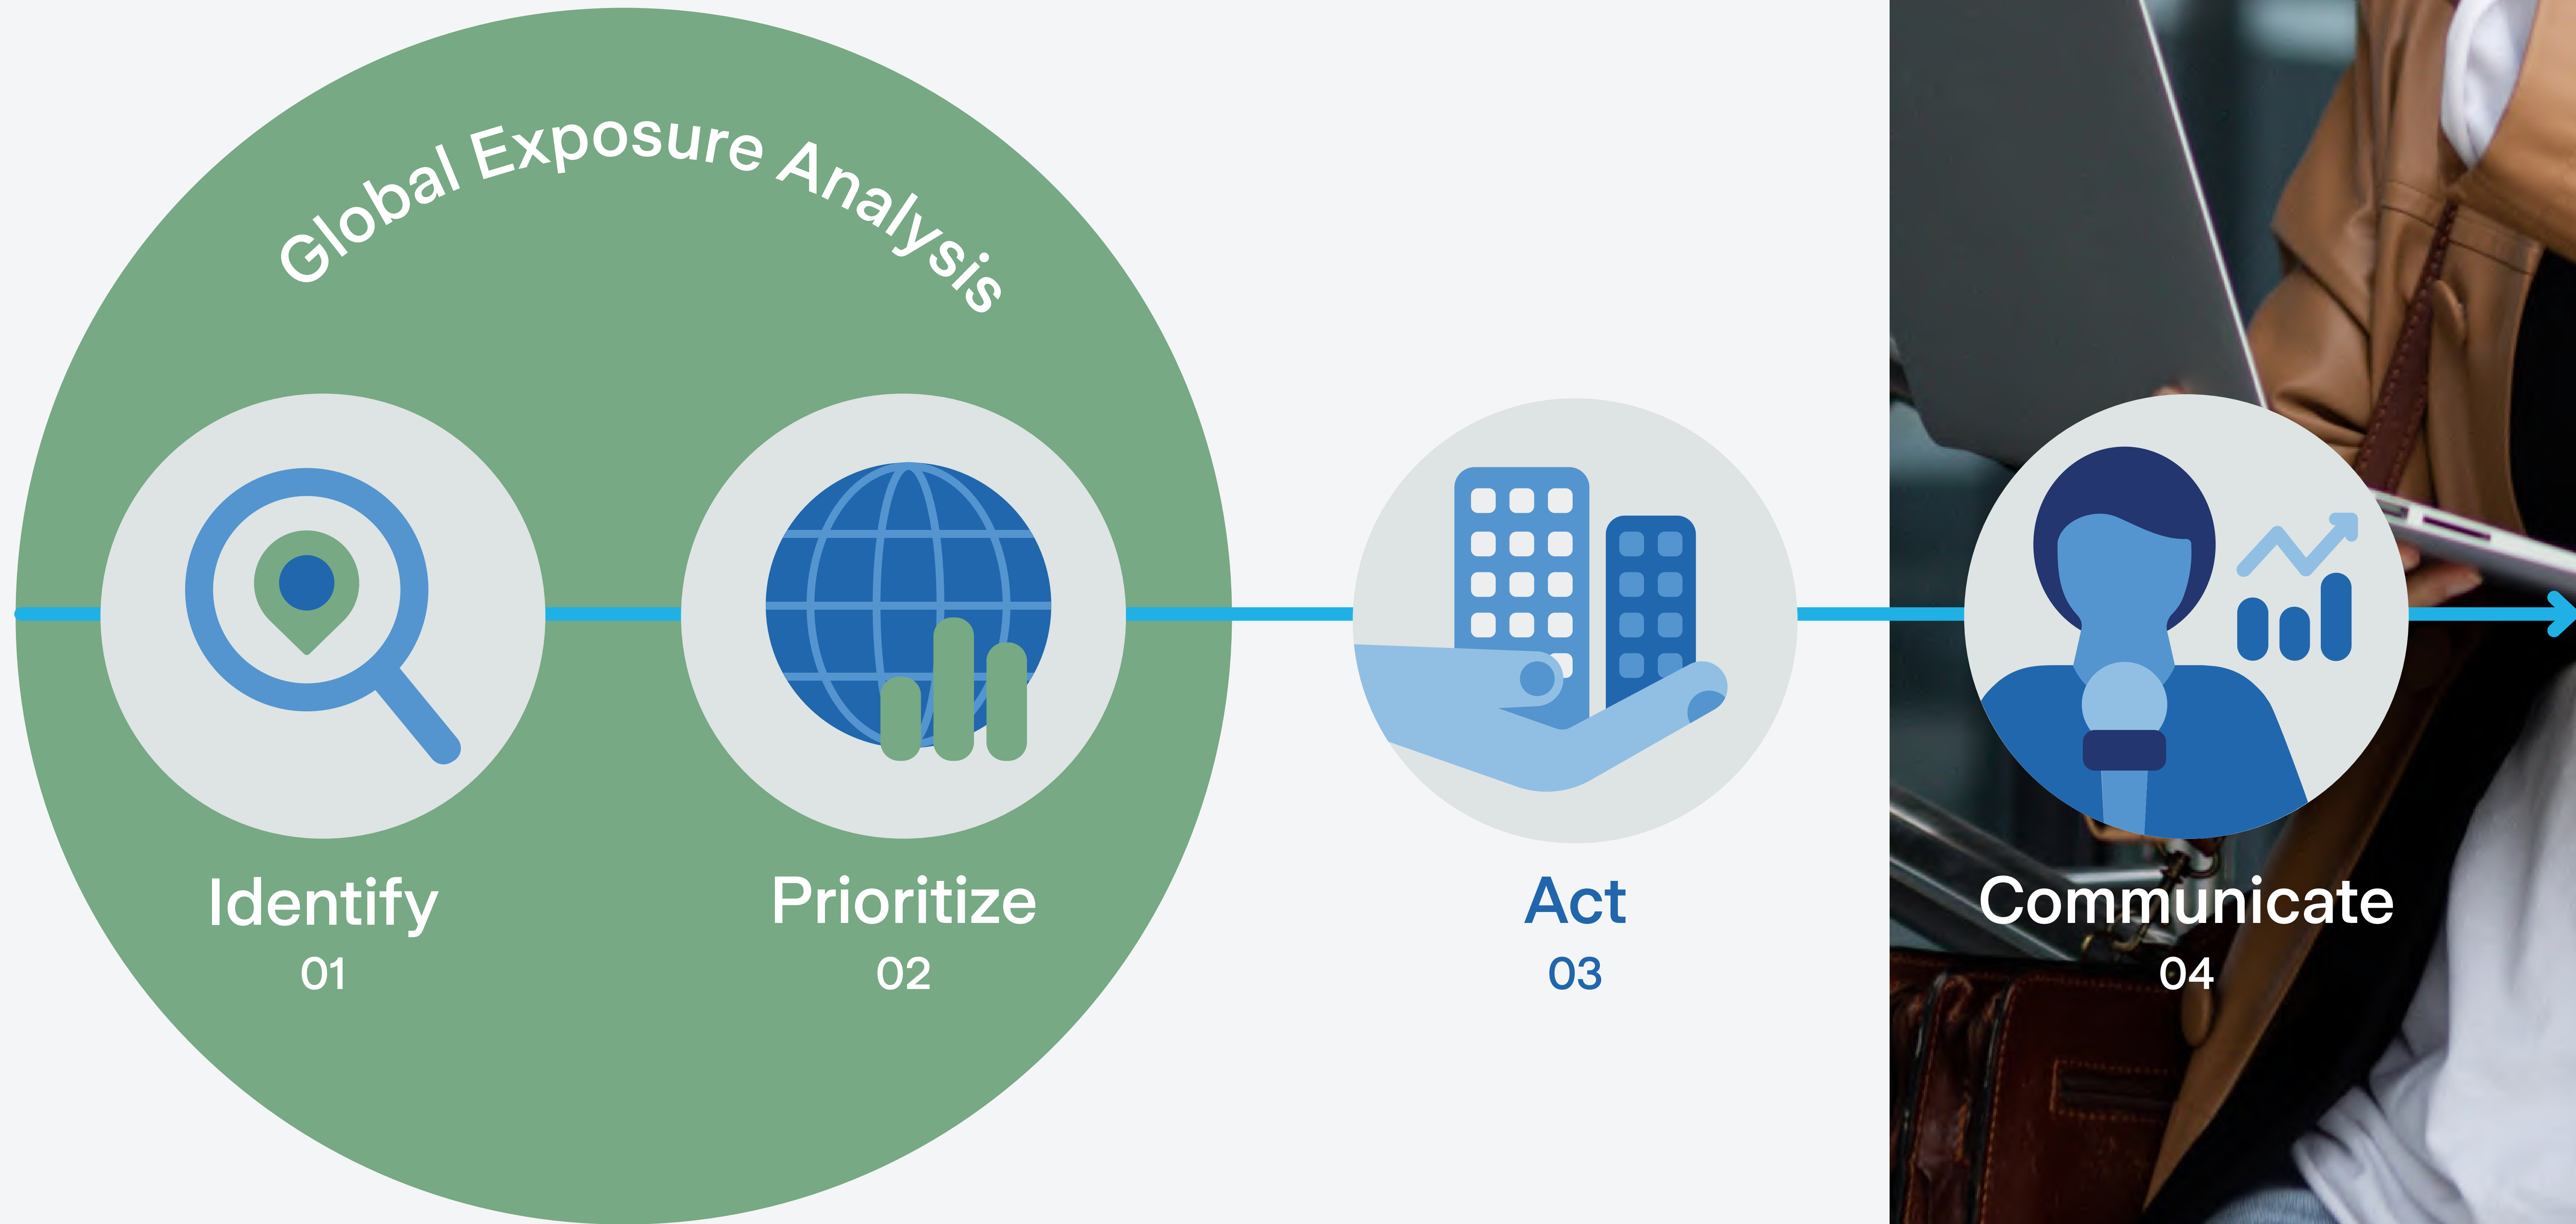 Global Exposure Analysis
Identify
01
Prioritize
02
Act
03
Communicate
04